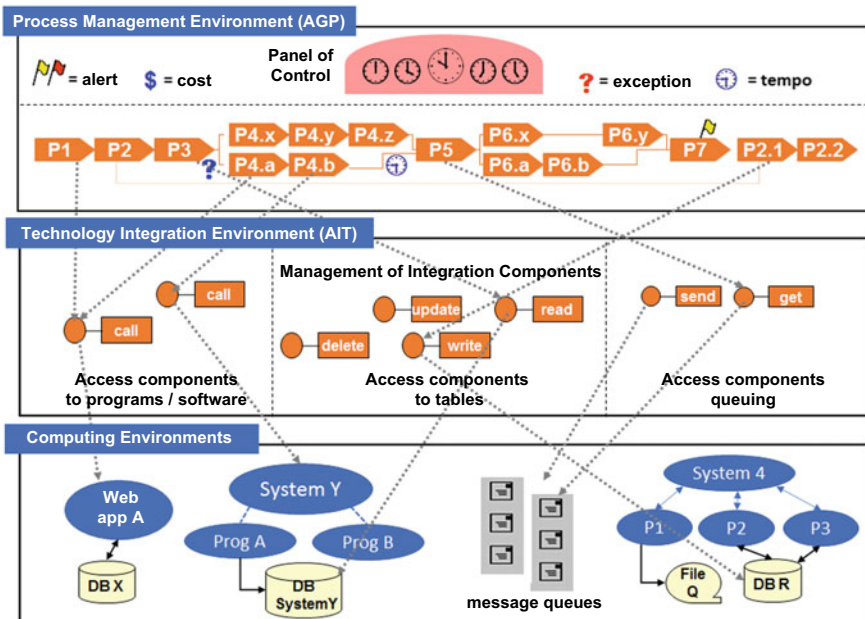 Process Management Environment (AGP)
Panel of
Control
= alert
$ = cost
? = exception
= tempo
P1
P2
P3
P4.x
P4.y
P4.z
P4.a
P4.b
P5
P6.x
P6.y
P6.a
P6.b
P7
P2.1
P2.2
?
Technology Integration Environment (AIT)
Management of Integration Components
call
call
update
read
delete
write
send
get
Access components
to programs / software
Access components
to tables
Access components
queuing
Computing Environments
Web
app A
DB X
System Y
Prog A
Prog B
DB
SystemY
message queues
System 4
P1
P2
P3
File
Q
DB R